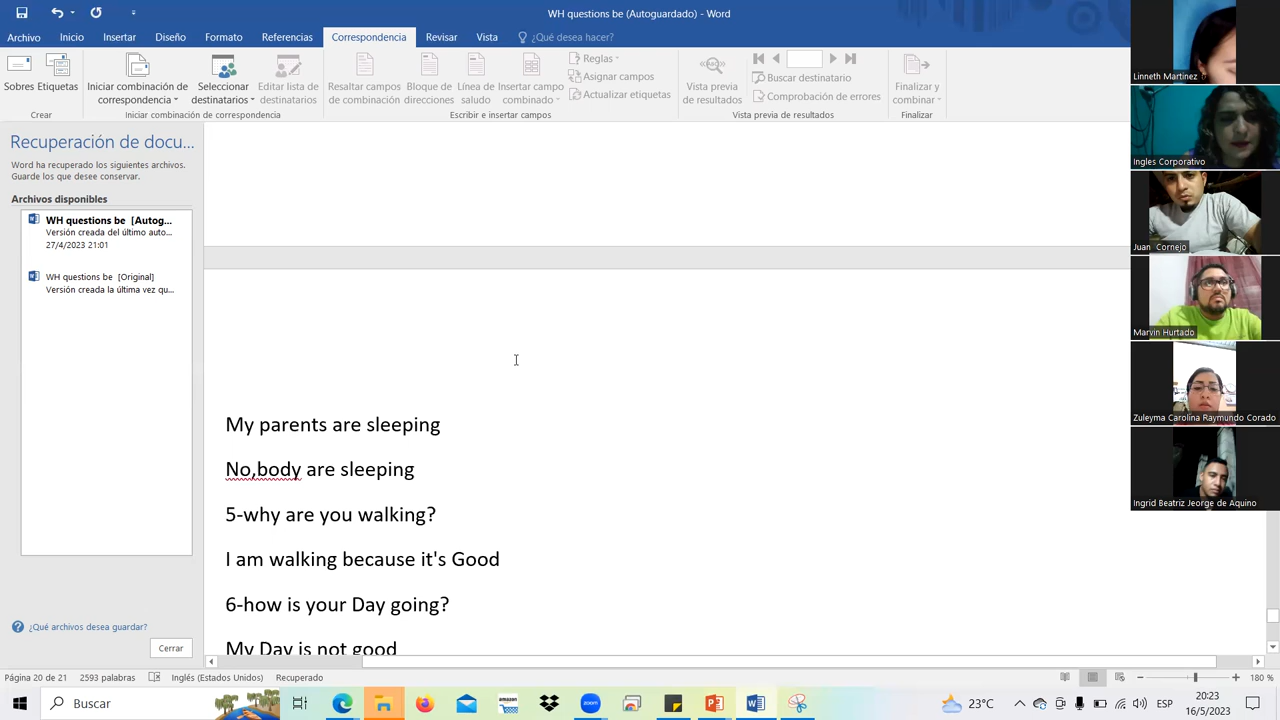 WH questions be (Autoguardado) - Word
Archivo Inicio Insertar Diseño Formato Referencias Correspondencia Revisar Vista ¿Qué desea hacer?
Sobres Etiquetas
Crear
Iniciar combinación de correspondencia
Seleccionar destinatarios
Editar lista de destinatarios
Iniciar combinación de correspondencia
Resaltar campos de combinación
Bloque de direcciones
Línea de saludo
Insertar campo combinado
Reglas
Asignar campos
Actualizar etiquetas
Escribir e insertar campos
Vista previa de resultados
Buscar destinatario
Comprobación de errores
Vista previa de resultados
Finalizar y combinar
Finalizar
Recuperación de docu...
Word ha recuperado los siguientes archivos.
Guarde los que desee conservar.
Archivos disponibles
WH questions be [Autog...
Versión creada del último auto...
27/4/2023 21:01
WH questions be [Original]
Versión creada la última vez qu...
¿Qué archivos desea guardar?
Cerrar
My parents are sleeping
No,body are sleeping
5-why are you walking?
I am walking because it's Good
6-how is your Day going?
My Day is not good
Linneth Martinez
Ingles Corporativo
Juan Cornejo
Marvin Hurtado
Zuleyma Carolina Raymundo Corado
Ingrid Beatriz Jeorge de Aquino
Página 20 de 21 2593 palabras Inglés (Estados Unidos) Recuperado 180 %
Buscar
amazon
zoom
23°C
ESP
20:23
16/5/2023